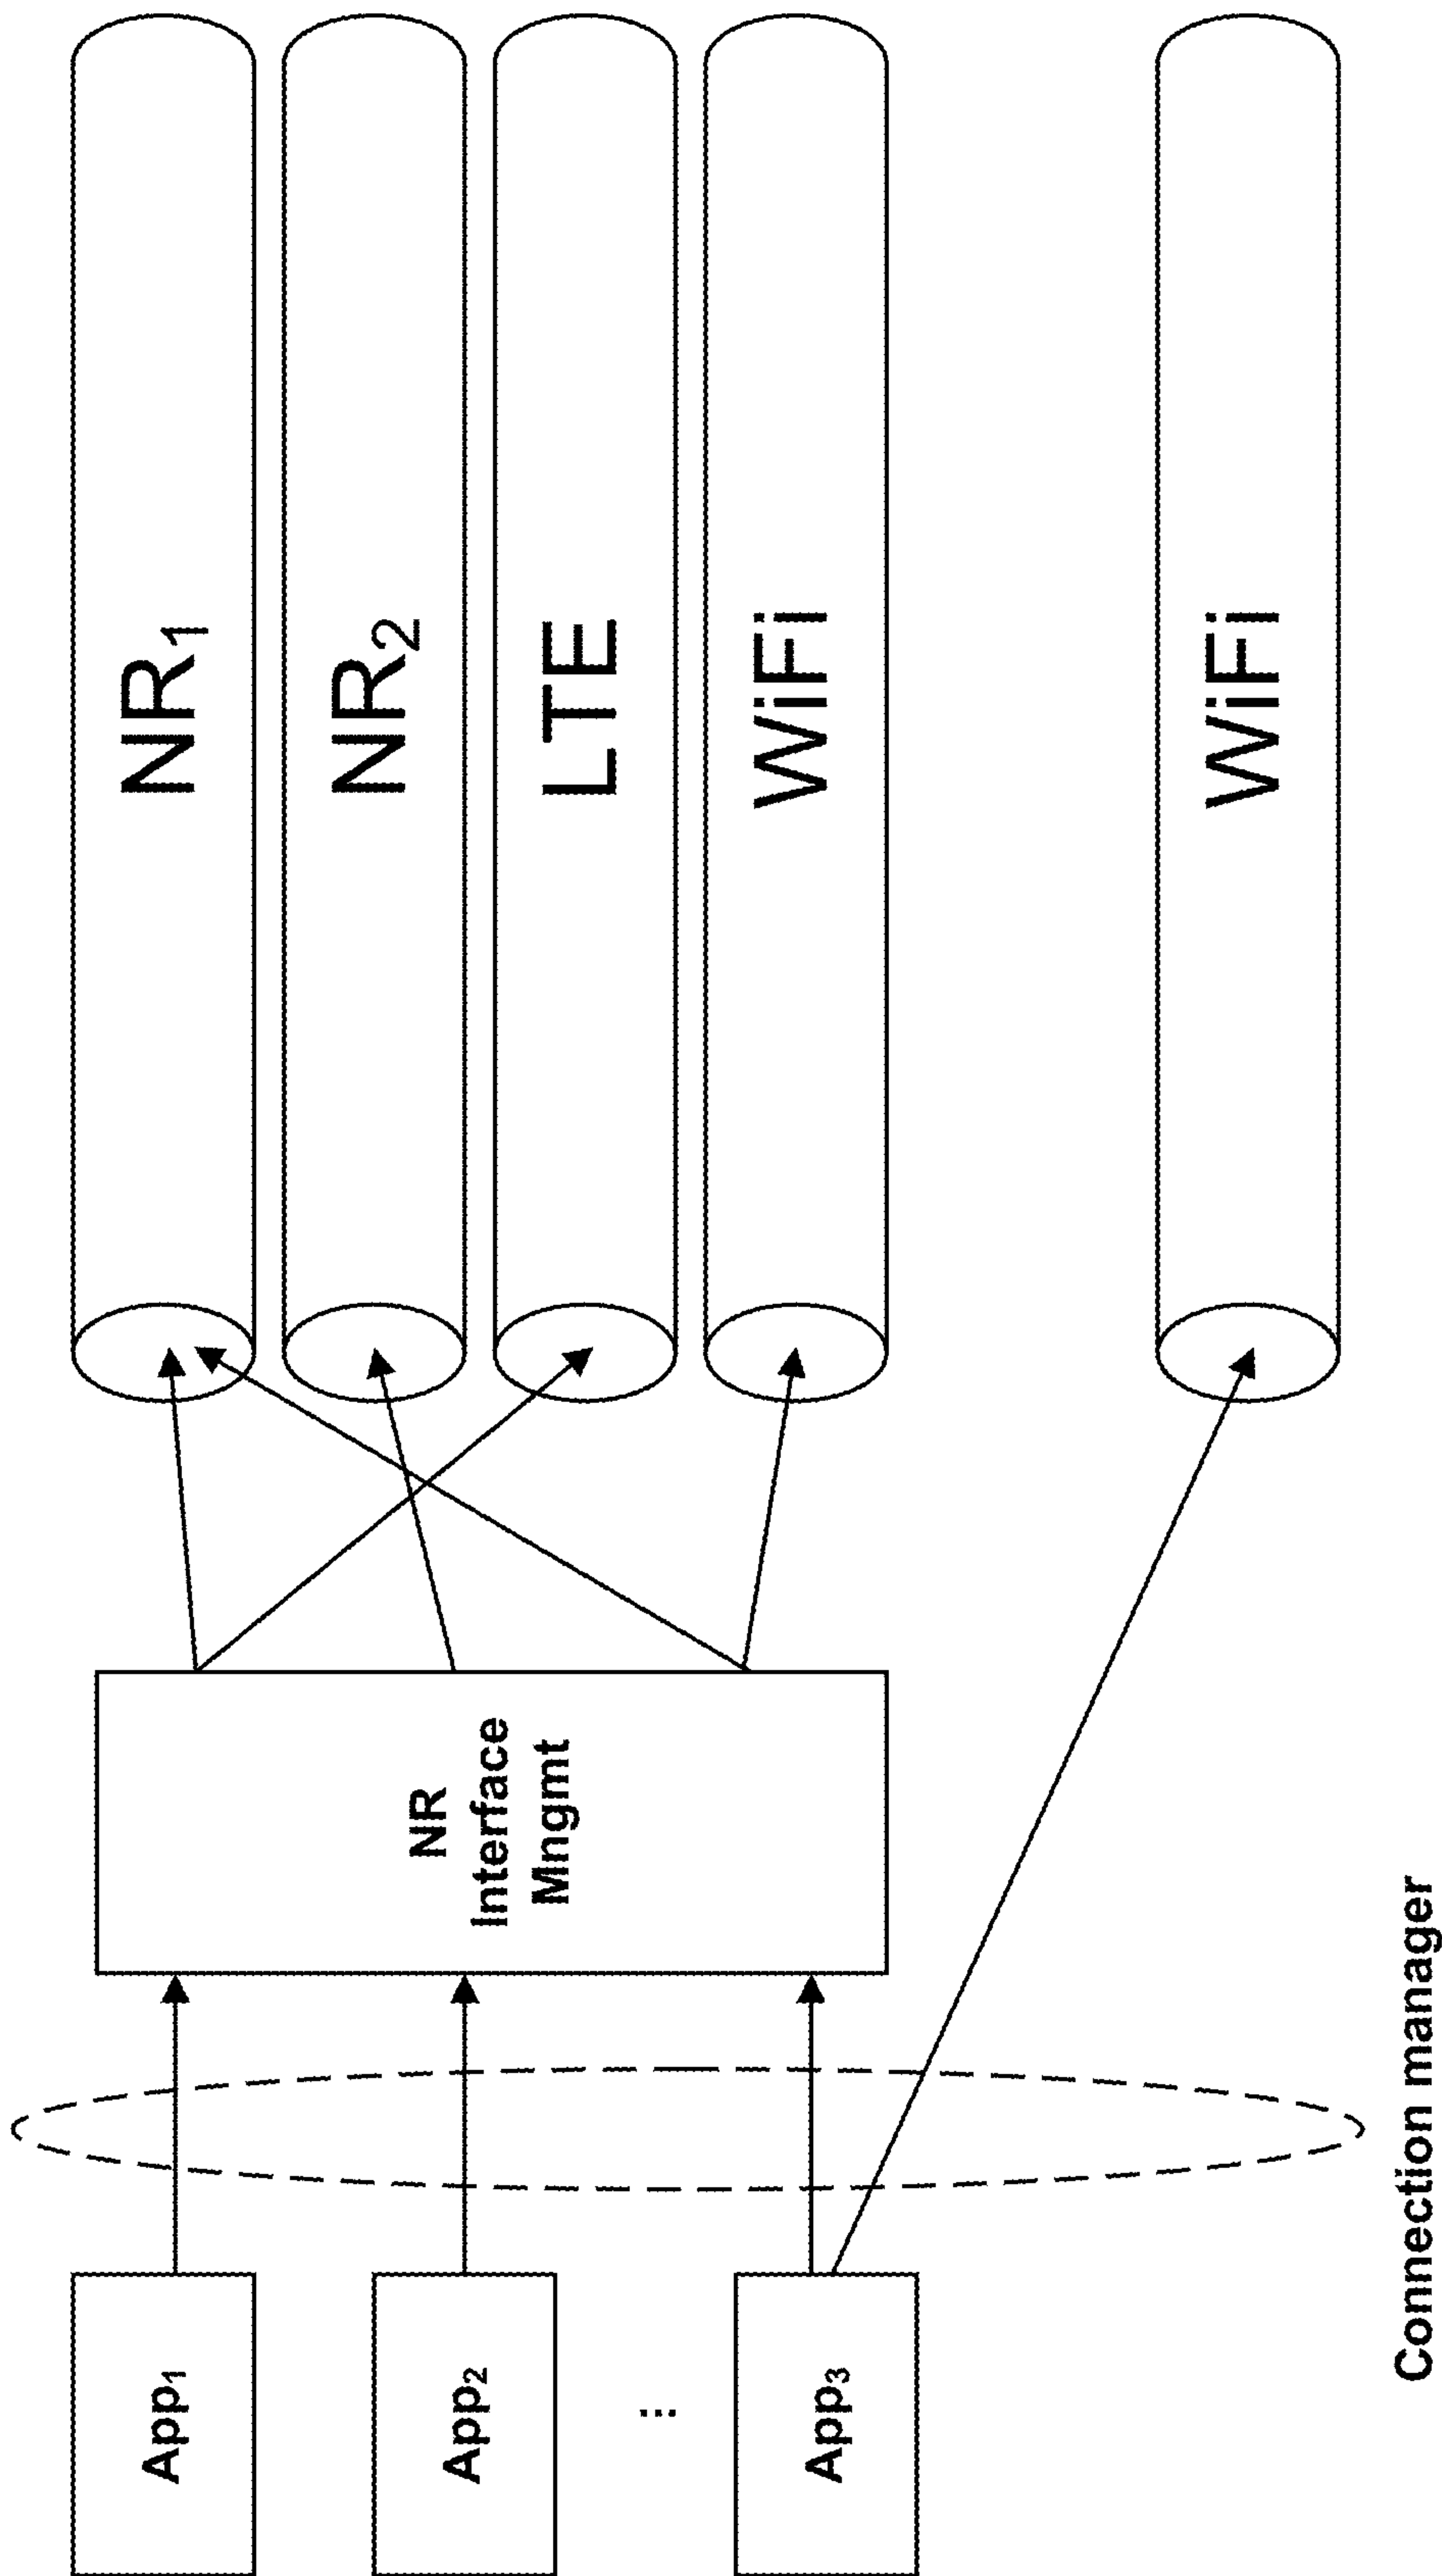 App₁
App₂
...
App₃
Connection manager
NR
Interface
Mngmt
NR₁
NR₂
LTE
WiFi
WiFi